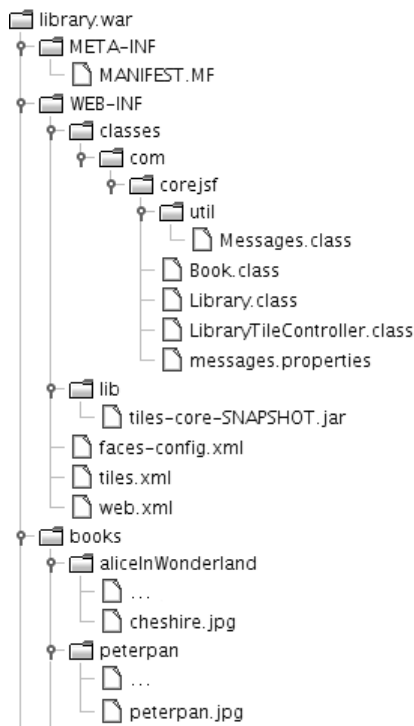 library.war
META-INF
MANIFEST.MF
WEB-INF
classes
com
corejsf
util
Messages.class
Book.class
Library.class
LibraryTileController.class
messages.properties
lib
tiles-core-SNAPSHOT.jar
faces-config.xml
tiles.xml
web.xml
books
aliceInWonderland
...
cheshire.jpg
peterpan
...
peterpan.jpg